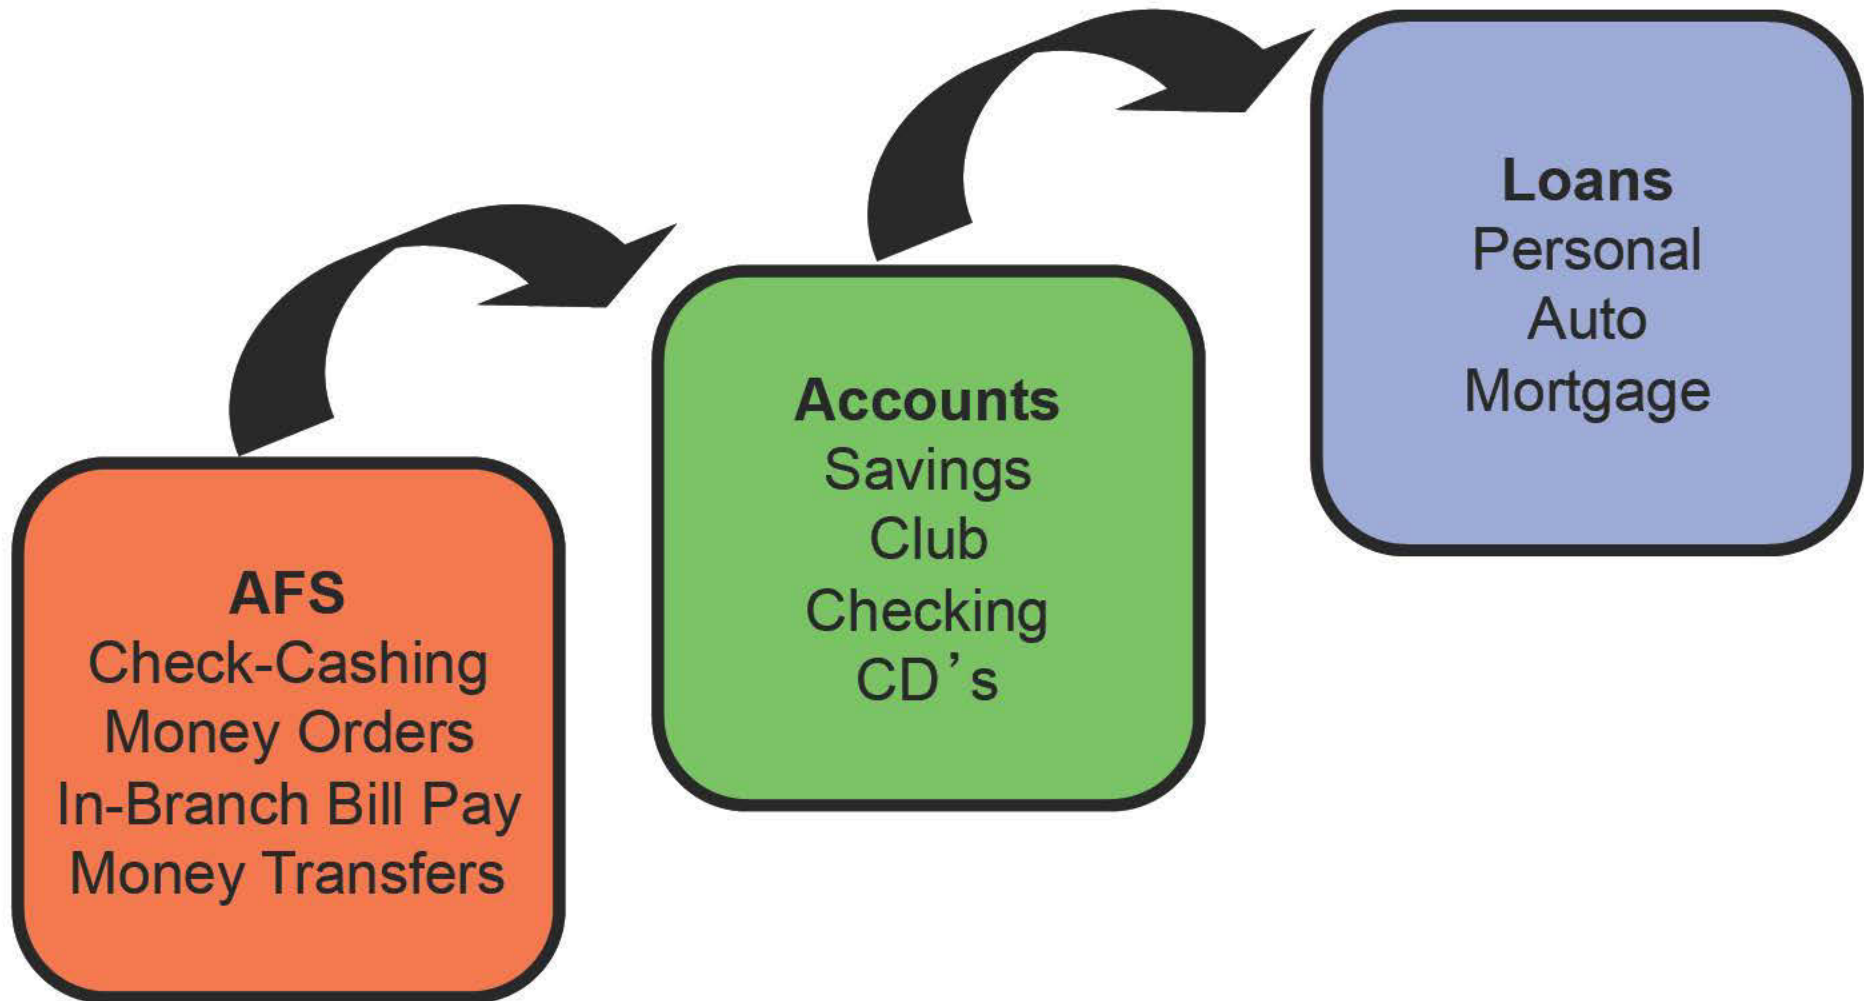 AFS
Check-Cashing
Money Orders
In-Branch Bill Pay
Money Transfers
Accounts
Savings
Club
Checking
CD’s
Loans
Personal
Auto
Mortgage